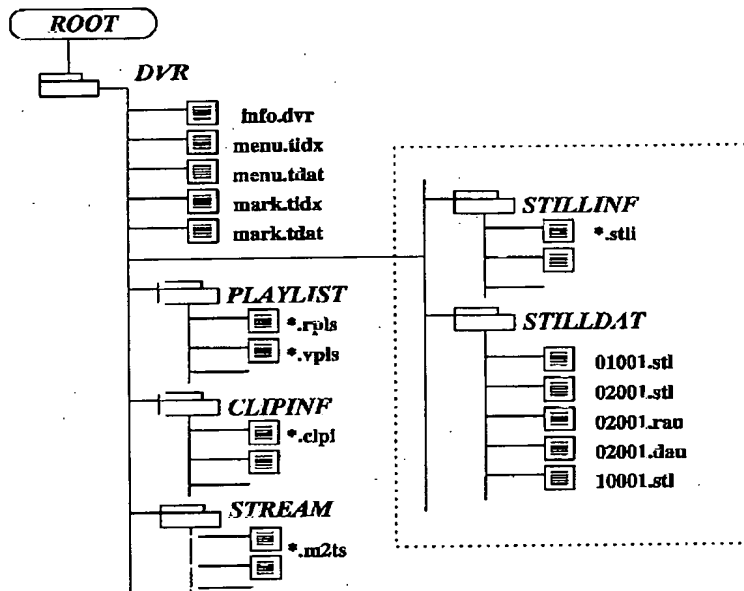 ROOT
DVR
info.dvr
menu.tidx
menu.tdat
mark.tidx
mark.tdat
PLAYLIST
*.rpls
*.vpls
CLIPINF
*.clpi
STREAM
*.m2ts
STILLINF
*.stli
STILLDAT
01001.stl
02001.stl
02001.rau
02001.dau
10001.stl